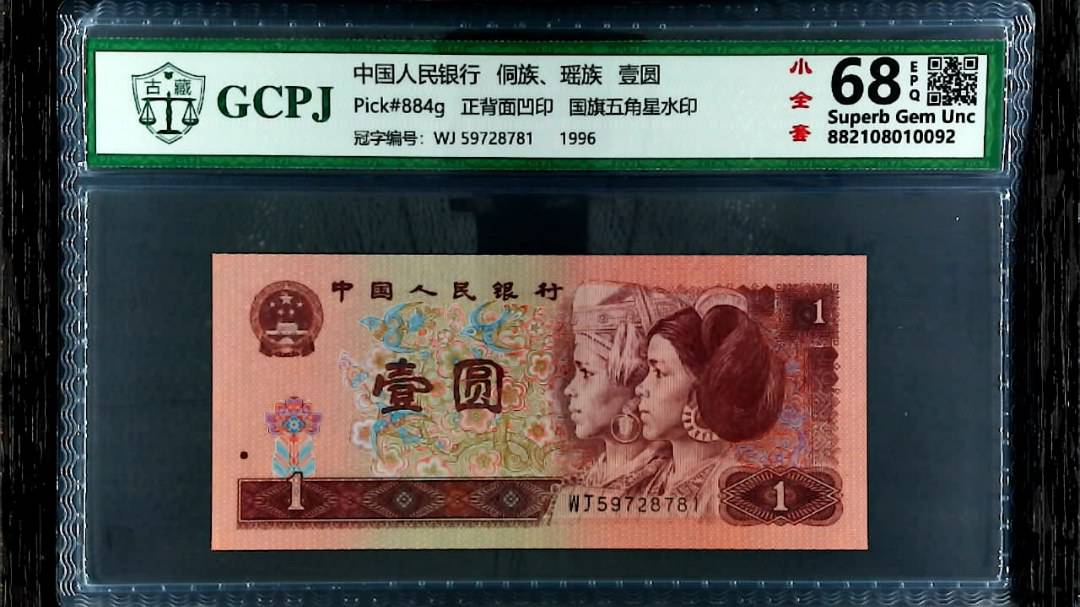 古藏
GCPJ
中国人民银行 侗族、瑶族 壹圆
Pick#884g 正背面凹印 国旗五角星水印
冠字编号：WJ 59728781 1996
小全套
68 EPQ
Superb Gem Unc
882108010092
中国人民银行
1
壹圆
1
WJ59728781
1